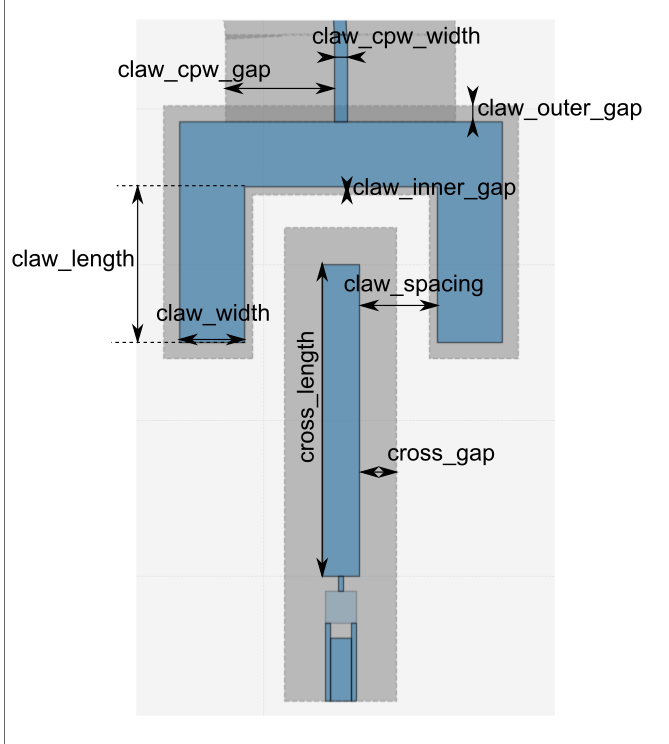 claw_cpw_width
claw_cpw_gap
claw_outer_gap
claw_inner_gap
claw_length
claw_spacing
claw_width
cross_length
cross_gap